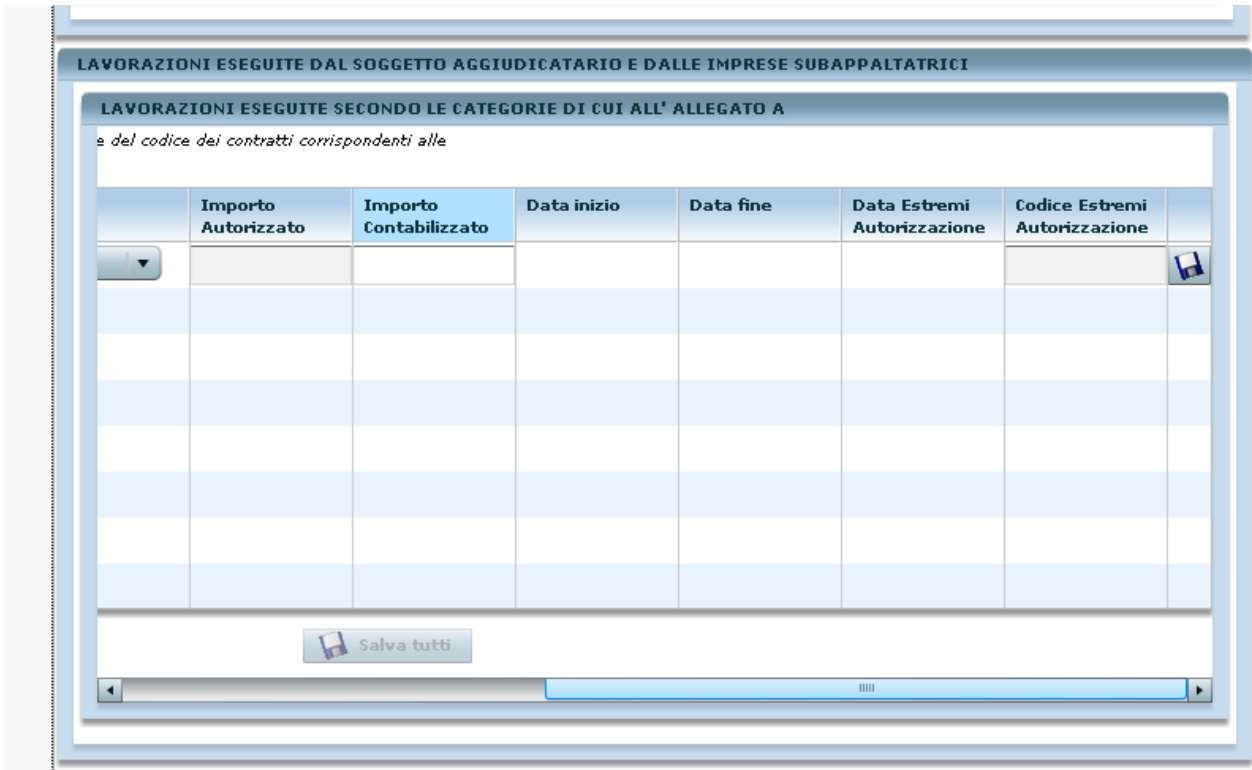 LAVORAZIONI ESEGUITE DAL SOGGETTO AGGIUDICATARIO E DALLE IMPRESE SUBAPPALTATRICI
LAVORAZIONI ESEGUITE SECONDO LE CATEGORIE DI CUI ALL' ALLEGATO A
e del codice dei contratti corrispondenti alle
Importo Importo Data inizio Data fine Data Estremi Codice Estremi
Autorizzato Contabilizzato Autorizzazione Autorizzazione
Salva tutti